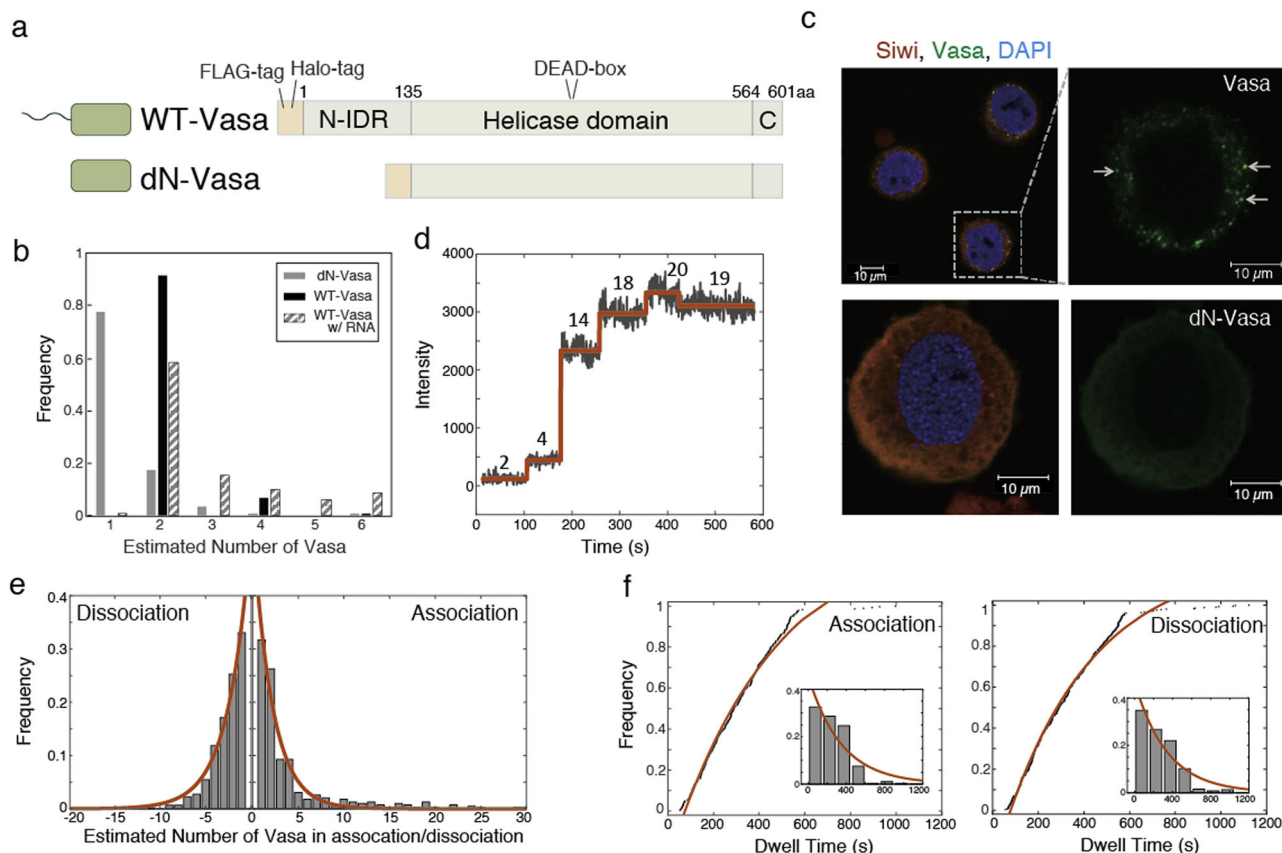 a
FLAG-tag
Halo-tag
DEAD-box
1
135
564
601aa
WT-Vasa
N-IDR
Helicase domain
C
dN-Vasa
b
dN-Vasa
WT-Vasa
WT-Vasa
w/ RNA
Frequency
1
0.8
0.6
0.4
0.2
0
1 2 3 4 5 6
Estimated Number of Vasa
c
Siwi, Vasa, DAPI
Vasa
10 µm
10 µm
dN-Vasa
10 µm
10 µm
d
Intensity
4000
3000
2000
1000
0
2
4
14
18
20
19
0 100 200 300 400 500 600
Time (s)
e
Dissociation
Association
Frequency
0.4
0.3
0.2
0.1
0
-20 -15 -10 -5 0 5 10 15 20 25 30
Estimated Number of Vasa in assocation/dissociation
f
Association
Frequency
1
0.8
0.6
0.4
0.2
0
0.4
0.2
0
0 400 800 1200
0 200 400 600 800 1000 1200
Dwell Time (s)
Dissociation
1
0.8
0.6
0.4
0.2
0
0.4
0.2
0
0 400 800 1200
0 200 400 600 800 1000 1200
Dwell Time (s)